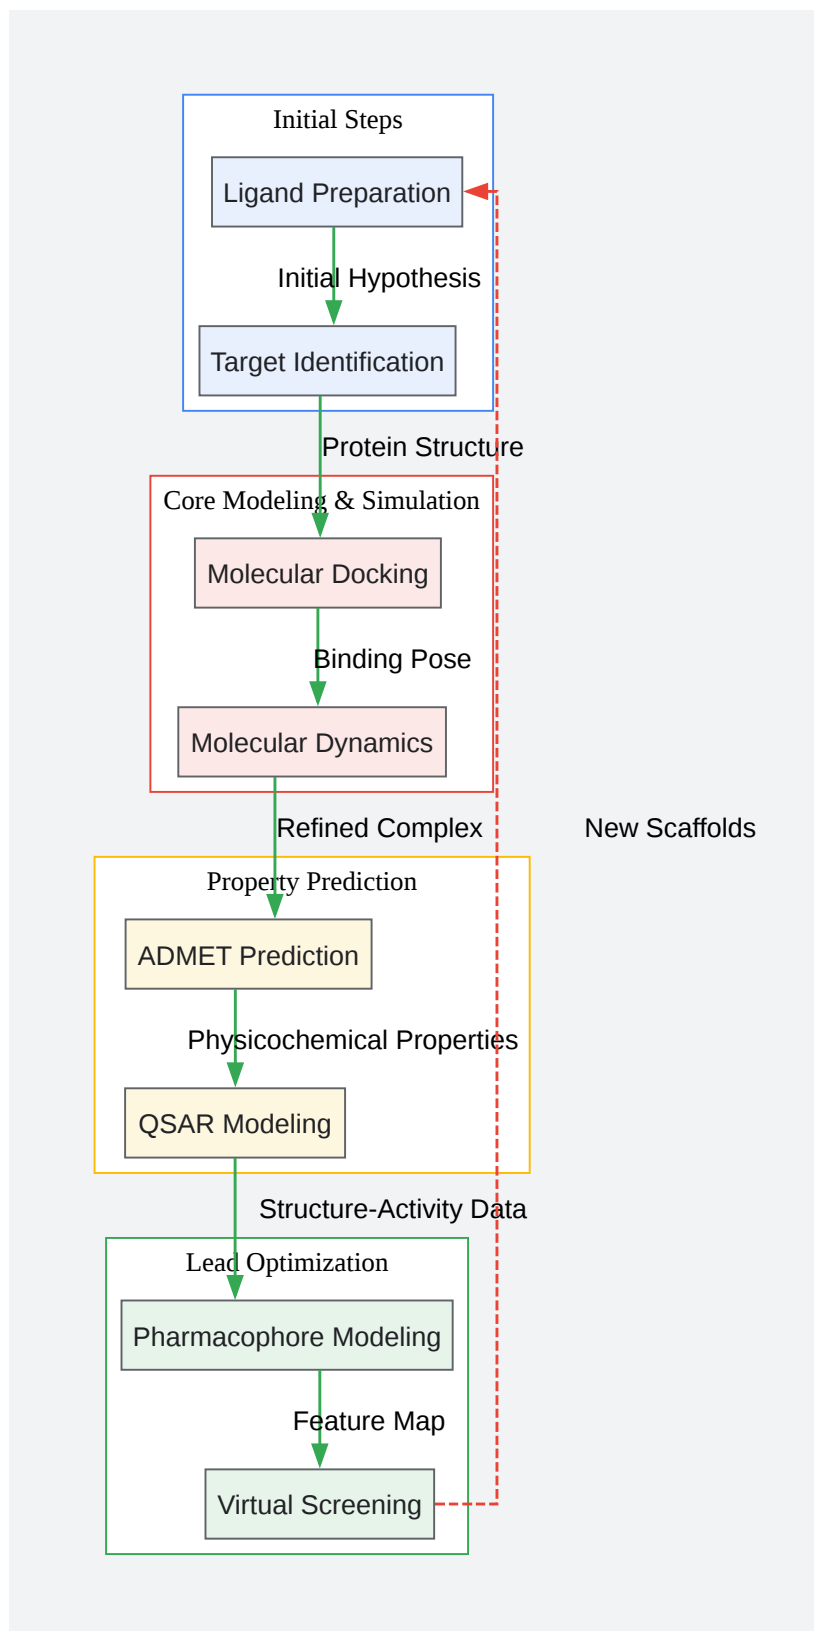 Initial Steps
Ligand Preparation
Initial Hypothesis
Target Identification
Protein Structure
Core Modeling & Simulation
Molecular Docking
Binding Pose
Molecular Dynamics
Refined Complex
New Scaffolds
Property Prediction
ADMET Prediction
Physicochemical Properties
QSAR Modeling
Structure-Activity Data
Lead Optimization
Pharmacophore Modeling
Feature Map
Virtual Screening